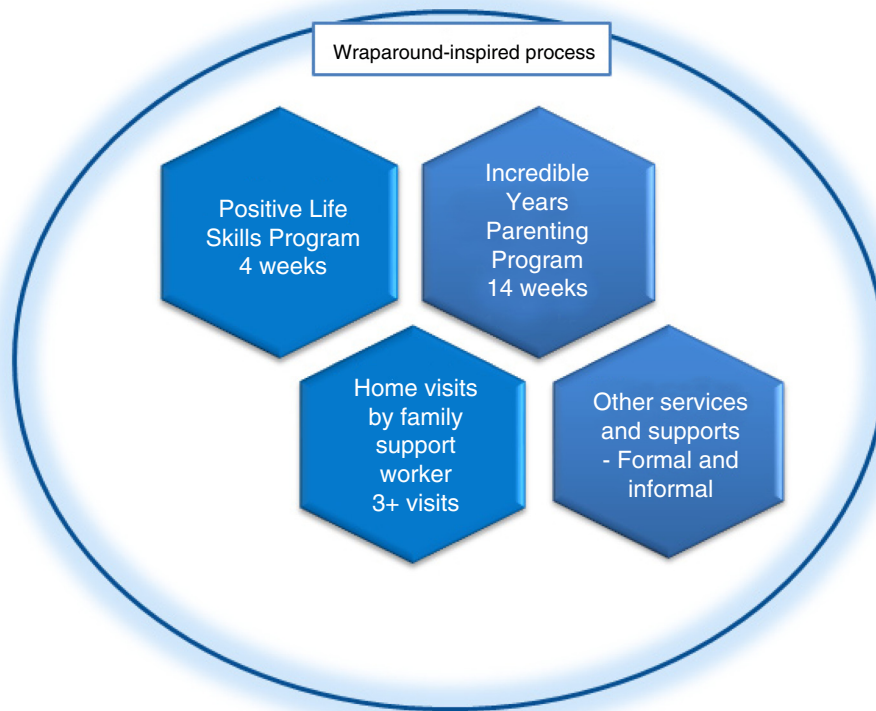 Wraparound-inspired process
Positive Life
Skills Program
4 weeks
Incredible
Years
Parenting
Program
14 weeks
Home visits
by family
support
worker
3+ visits
Other services
and supports
- Formal and
informal